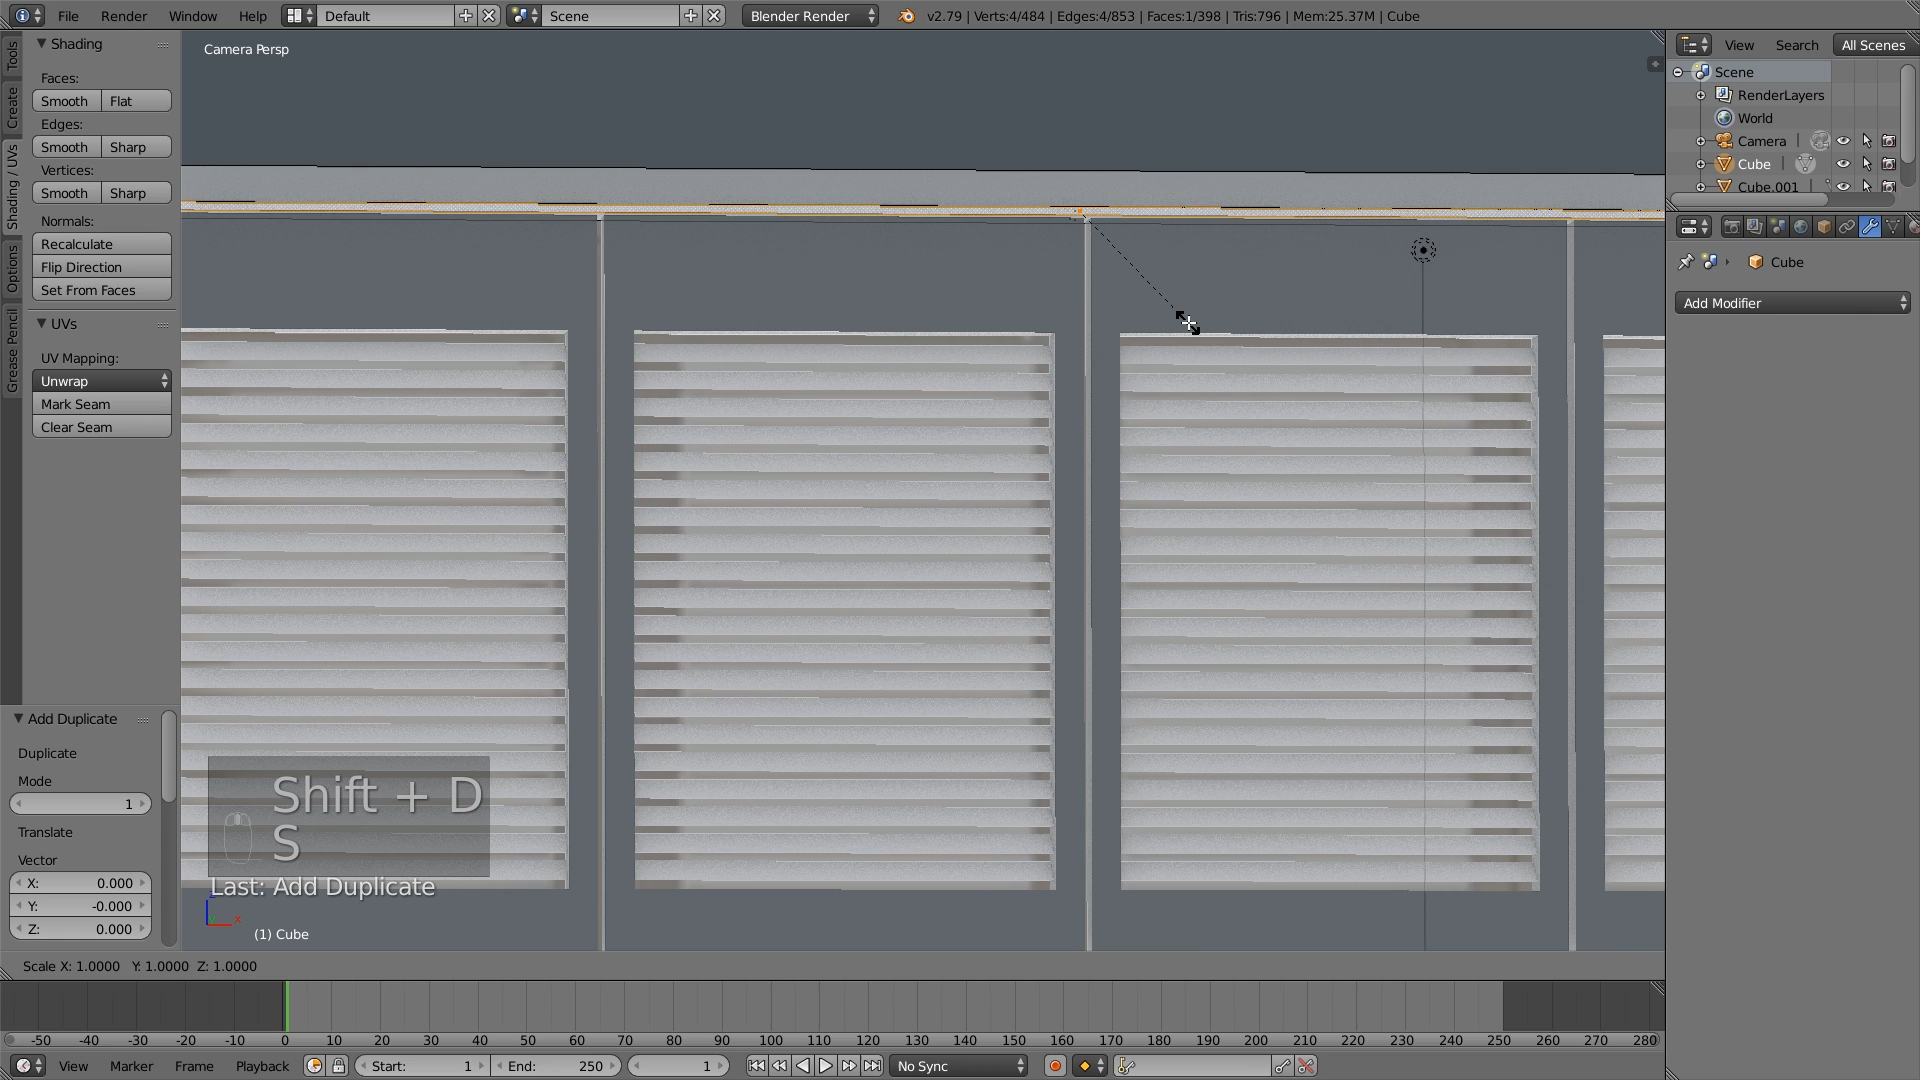 File Render Window Help Default Scene Blender Render v2.79 | Verts:4/484 | Edges:4/853 | Faces:1/398 | Tris:796 | Mem:25.37M | Cube
Tools
Create
Shading / UVs
Options
Grease Pencil
Shading
Faces:
Smooth Flat
Edges:
Smooth Sharp
Vertices:
Smooth Sharp
Normals:
Recalculate
Flip Direction
Set From Faces
UVs
UV Mapping:
Unwrap
Mark Seam
Clear Seam
Add Duplicate
Duplicate
Mode
1
Translate
Vector
X: 0.000
Y: -0.000
Z: 0.000
Camera Persp
Shift + D
S
Last: Add Duplicate
x
(1) Cube
View Search All Scenes
Scene
RenderLayers
World
Camera
Cube
Cube.001
Cube
Add Modifier
Scale X: 1.0000 Y: 1.0000 Z: 1.0000
-50 -40 -30 -20 -10 0 10 20 30 40 50 60 70 80 90 100 110 120 130 140 150 160 170 180 190 200 210 220 230 240 250 260 270 280
View Marker Frame Playback Start: 1 End: 250 1 No Sync